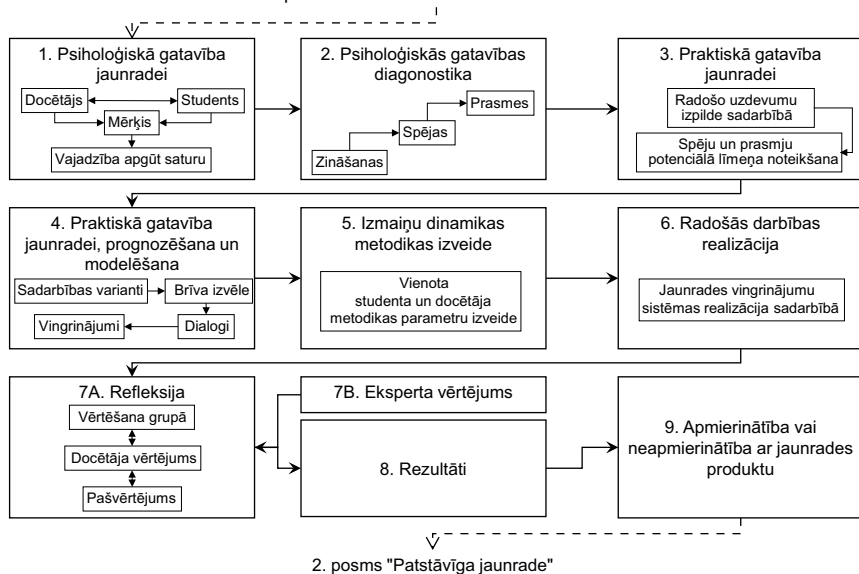 1. Psiholoģiskā gatavība
jaunradei
Docētājs
Students
Mērķis
Vajadzība apgūt saturu
2. Psiholoģiskās gatavības
diagonostika
Prasmes
Spējas
Zināšanas
3. Praktiskā gatavība
jaunradei
Radošo uzdevumu
izpilde sadarbībā
Spēju un prasmju
potenciālā līmeņa noteikšana
4. Praktiskā gatavība
jaunradei, prognozēšana un
modelēšana
Sadarbības varianti
Brīva izvēle
Vingrinājumi
Dialogi
5. Izmaiņu dinamikas
metodikas izveide
Vienota
studenta un docētāja
metodikas parametru izveide
6. Radošās darbības
realizācija
Jaunrades vingrinājumu
sistēmas realizācija sadarbībā
7A. Refleksija
Vērtēšana grupā
Docētāja vērtējums
Pašvērtējums
7B. Eksperta vērtējums
8. Rezultāti
9. Apmierinātība vai
neapmierinātība ar jaunrades
produktu
2. posms "Patstāvīga jaunrade"